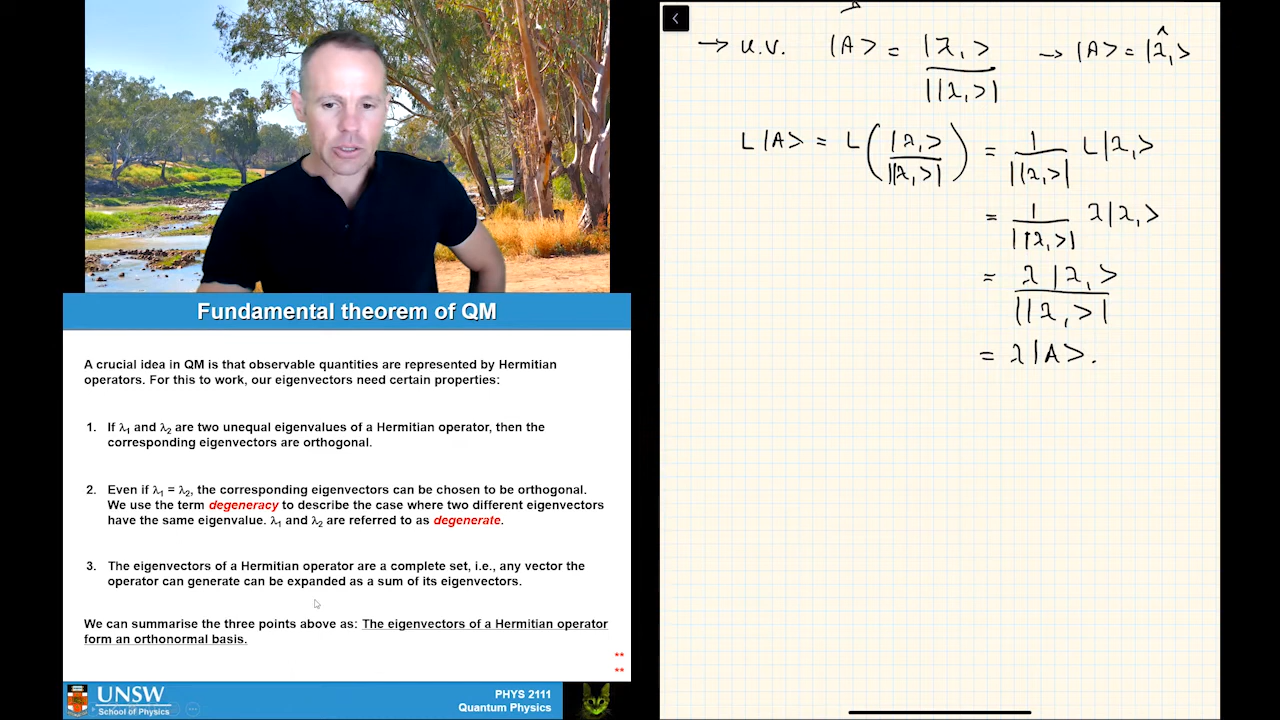 Fundamental theorem of QM
A crucial idea in QM is that observable quantities are represented by Hermitian
operators. For this to work, our eigenvectors need certain properties:
1. If λ₁ and λ₂ are two unequal eigenvalues of a Hermitian operator, then the
corresponding eigenvectors are orthogonal.
2. Even if λ₁ = λ₂, the corresponding eigenvectors can be chosen to be orthogonal.
We use the term degeneracy to describe the case where two different eigenvectors
have the same eigenvalue. λ₁ and λ₂ are referred to as degenerate.
3. The eigenvectors of a Hermitian operator are a complete set, i.e., any vector the
operator can generate can be expanded as a sum of its eigenvectors.
We can summarise the three points above as: The eigenvectors of a Hermitian operator
form an orthonormal basis.
**
**
UNSW
School of Physics
PHYS 2111
Quantum Physics
→ u.v. |A> = |λ₁> / ||λ₁>| → |A> = |λ̂₁>
L|A> = L(|λ₁> / ||λ₁>|) = 1 / ||λ₁>| L|λ₁>
= 1 / ||λ₁>| λ|λ₁>
= λ|λ₁> / ||λ₁>|
= λ|A>.